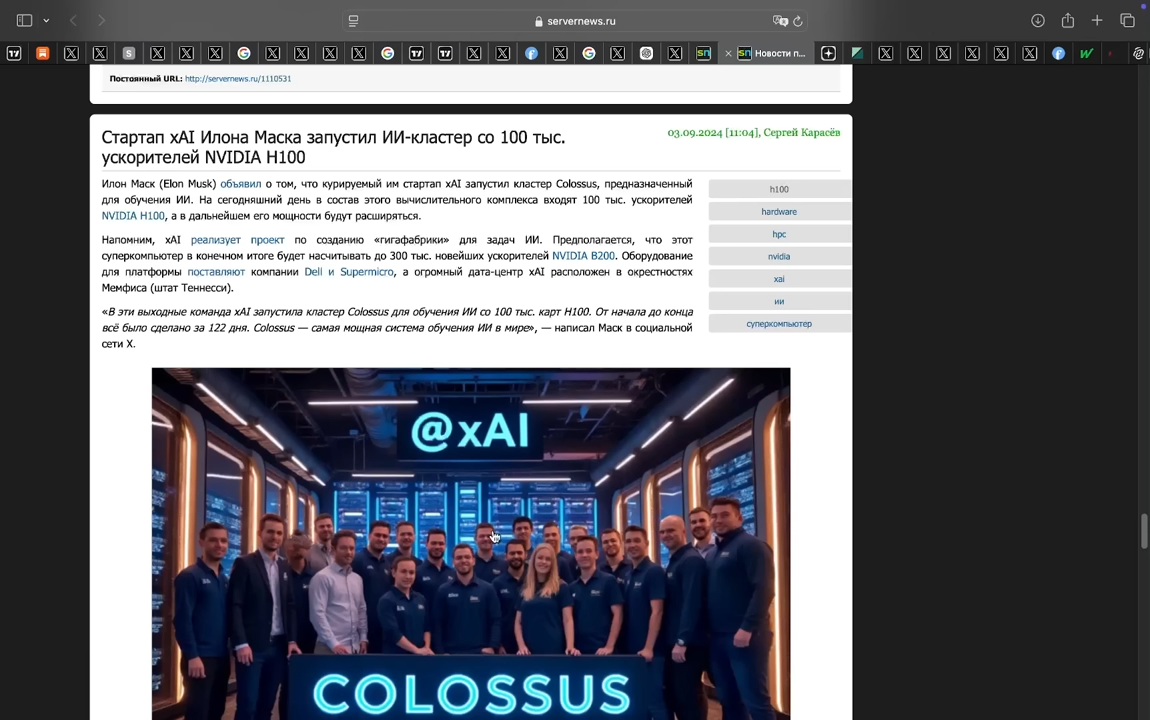 servernews.ru
Новости п...
Постоянный URL: http://servernews.ru/1110531
Стартап xAI Илона Маска запустил ИИ-кластер со 100 тыс.
ускорителей NVIDIA H100
03.09.2024 [11:04], Сергей Карасёв
Илон Маск (Elon Musk) объявил о том, что курируемый им стартап xAI запустил кластер Colossus, предназначенный
для обучения ИИ. На сегодняшний день в состав этого вычислительного комплекса входят 100 тыс. ускорителей
NVIDIA H100, а в дальнейшем его мощности будут расширяться.
Напомним, xAI реализует проект по созданию «гигафабрики» для задач ИИ. Предполагается, что этот
суперкомпьютер в конечном итоге будет насчитывать до 300 тыс. новейших ускорителей NVIDIA B200. Оборудование
для платформы поставляют компании Dell и Supermicro, а огромный дата-центр xAI расположен в окрестностях
Мемфиса (штат Теннесси).
«В эти выходные команда xAI запустила кластер Colossus для обучения ИИ со 100 тыс. карт H100. От начала до конца
всё было сделано за 122 дня. Colossus — самая мощная система обучения ИИ в мире», — написал Маск в социальной
сети X.
h100
hardware
hpc
nvidia
xai
ии
суперкомпьютер
@xAI
COLOSSUS